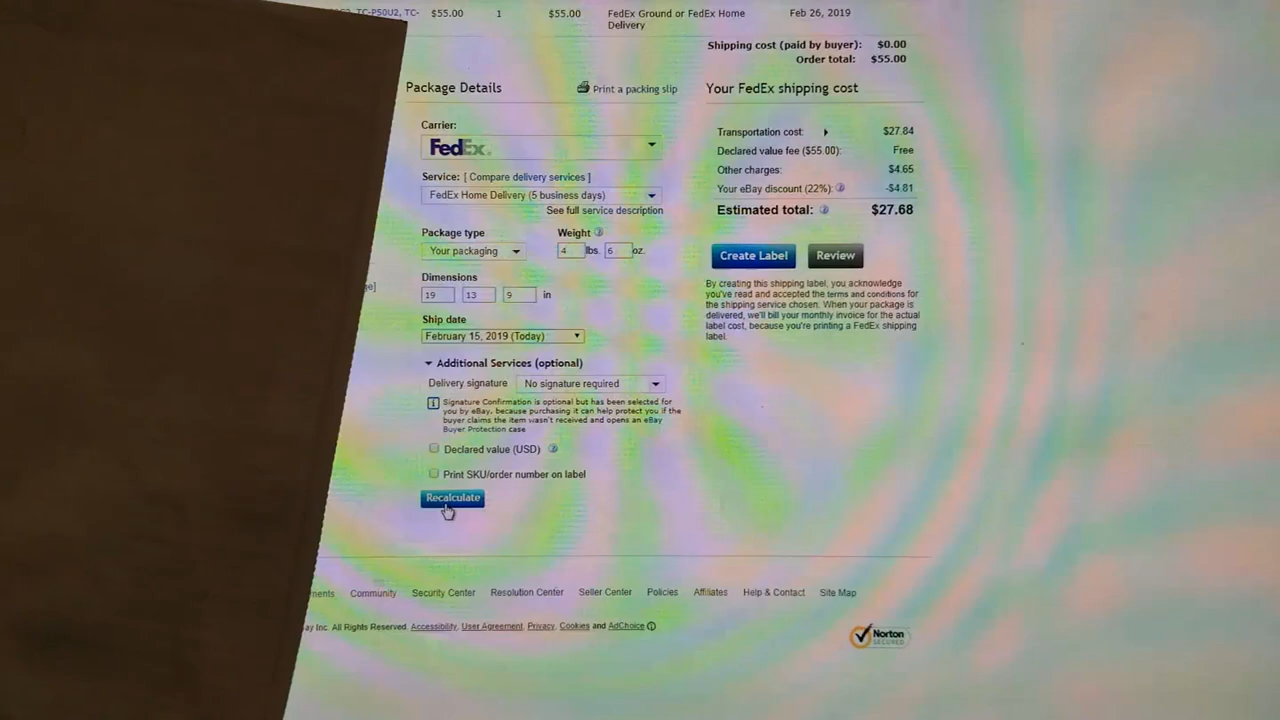 TC-P50U2, TC- $55.00 1 $55.00 FedEx Ground or FedEx Home Delivery Feb 26, 2019
Shipping cost (paid by buyer): $0.00
Order total: $55.00
Package Details
Print a packing slip
Carrier:
FedEx
Service: [ Compare delivery services ]
FedEx Home Delivery (5 business days)
See full service description
Package type Weight
Your packaging 4 lbs. 6 oz.
Dimensions
19 13 9 in
Ship date
February 15, 2019 (Today)
Additional Services (optional)
Delivery signature No signature required
Signature Confirmation is optional but has been selected for
you by eBay, because purchasing it can help protect you if the
buyer claims the item wasn't received and opens an eBay
Buyer Protection case
Declared value (USD)
Print SKU/order number on label
Recalculate
Your FedEx shipping cost
Transportation cost: $27.84
Declared value fee ($55.00): Free
Other charges: $4.65
Your eBay discount (22%): -$4.81
Estimated total: $27.68
Create Label Review
By creating this shipping label, you acknowledge
you've read and accepted the terms and conditions for
the shipping service chosen. When your package is
delivered, we'll bill your monthly invoice for the actual
label cost, because you're printing a FedEx shipping
label.
ments Community Security Center Resolution Center Seller Center Policies Affiliates Help & Contact Site Map
ay Inc. All Rights Reserved. Accessibility, User Agreement, Privacy, Cookies and AdChoice
Norton
SECURED